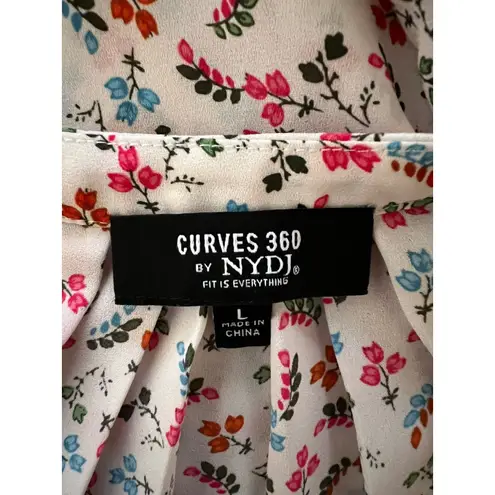 CURVES 360
BY NYDJ®
FIT IS EVERYTHING
L
MADE IN
CHINA